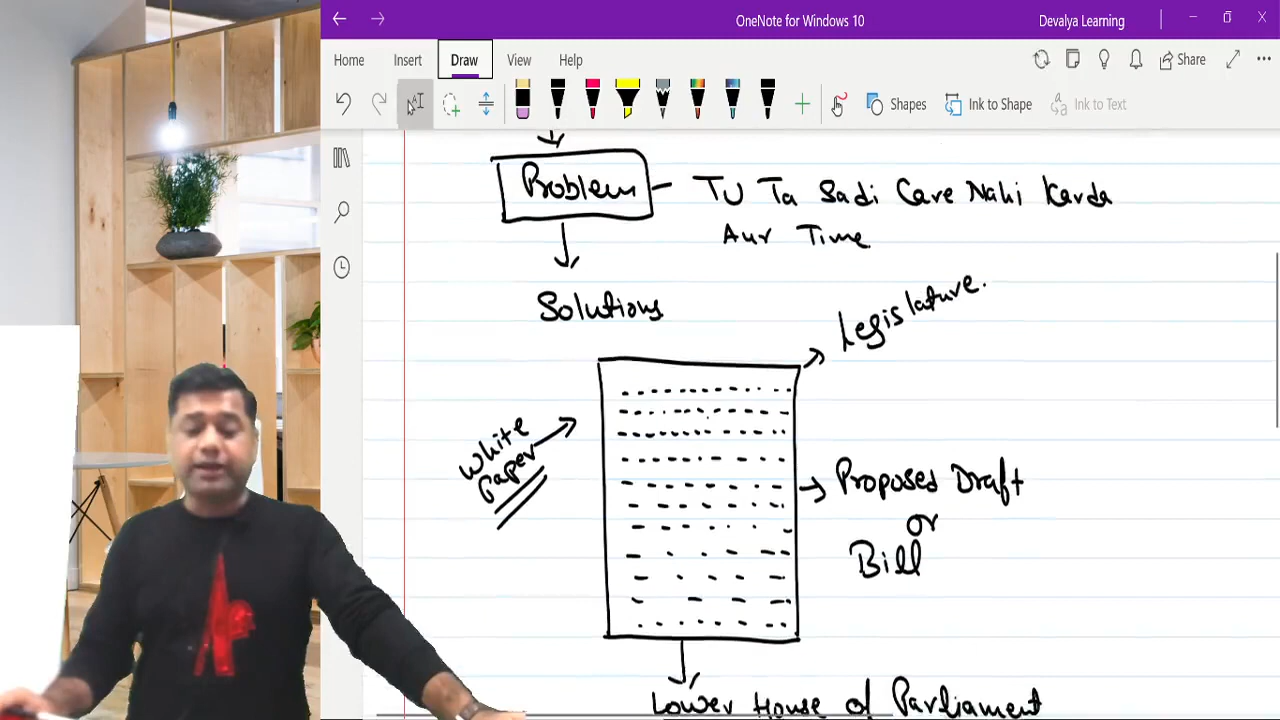 OneNote for Windows 10
Devalya Learning
Home
Insert
Draw
View
Help
Share
Shapes
Ink to Shape
Ink to Text
Problem - TU Ta Sadi Care Nahi Karda
Aur Time
Solutions
Legislature.
White
Paper
Proposed Draft
or
Bill
Lower House of Parliament